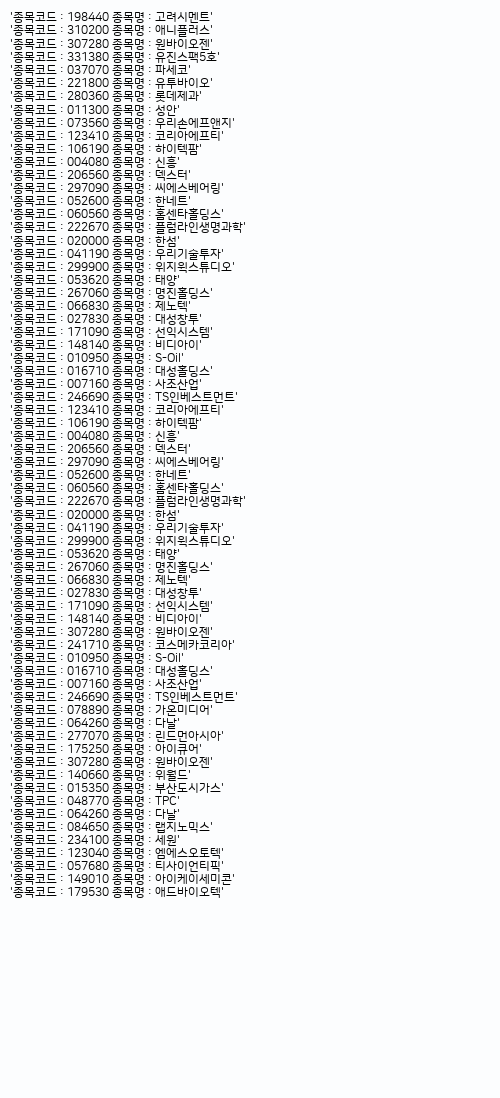 '종목코드 : 198440 종목명 : 고려시멘트'
'종목코드 : 310200 종목명 : 애니플러스'
'종목코드 : 307280 종목명 : 원바이오젠'
'종목코드 : 331380 종목명 : 유진스팩5호'
'종목코드 : 037070 종목명 : 파세코'
'종목코드 : 221800 종목명 : 유투바이오'
'종목코드 : 280360 종목명 : 롯데제과'
'종목코드 : 011300 종목명 : 성안'
'종목코드 : 073560 종목명 : 우리손에프앤지'
'종목코드 : 123410 종목명 : 코리아에프티'
'종목코드 : 106190 종목명 : 하이텍팜'
'종목코드 : 004080 종목명 : 신흥'
'종목코드 : 206560 종목명 : 덱스터'
'종목코드 : 297090 종목명 : 씨에스베어링'
'종목코드 : 052600 종목명 : 한네트'
'종목코드 : 060560 종목명 : 홈센타홀딩스'
'종목코드 : 222670 종목명 : 플럼라인생명과학'
'종목코드 : 020000 종목명 : 한섬'
'종목코드 : 041190 종목명 : 우리기술투자'
'종목코드 : 299900 종목명 : 위지윅스튜디오'
'종목코드 : 053620 종목명 : 태양'
'종목코드 : 267060 종목명 : 명진홀딩스'
'종목코드 : 066830 종목명 : 제노텍'
'종목코드 : 027830 종목명 : 대성창투'
'종목코드 : 171090 종목명 : 선익시스템'
'종목코드 : 148140 종목명 : 비디아이'
'종목코드 : 010950 종목명 : S-Oil'
'종목코드 : 016710 종목명 : 대성홀딩스'
'종목코드 : 007160 종목명 : 사조산업'
'종목코드 : 246690 종목명 : TS인베스트먼트'
'종목코드 : 123410 종목명 : 코리아에프티'
'종목코드 : 106190 종목명 : 하이텍팜'
'종목코드 : 004080 종목명 : 신흥'
'종목코드 : 206560 종목명 : 덱스터'
'종목코드 : 297090 종목명 : 씨에스베어링'
'종목코드 : 052600 종목명 : 한네트'
'종목코드 : 060560 종목명 : 홈센타홀딩스'
'종목코드 : 222670 종목명 : 플럼라인생명과학'
'종목코드 : 020000 종목명 : 한섬'
'종목코드 : 041190 종목명 : 우리기술투자'
'종목코드 : 299900 종목명 : 위지윅스튜디오'
'종목코드 : 053620 종목명 : 태양'
'종목코드 : 267060 종목명 : 명진홀딩스'
'종목코드 : 066830 종목명 : 제노텍'
'종목코드 : 027830 종목명 : 대성창투'
'종목코드 : 171090 종목명 : 선익시스템'
'종목코드 : 148140 종목명 : 비디아이'
'종목코드 : 307280 종목명 : 원바이오젠'
'종목코드 : 241710 종목명 : 코스메카코리아'
'종목코드 : 010950 종목명 : S-Oil'
'종목코드 : 016710 종목명 : 대성홀딩스'
'종목코드 : 007160 종목명 : 사조산업'
'종목코드 : 246690 종목명 : TS인베스트먼트'
'종목코드 : 078890 종목명 : 가온미디어'
'종목코드 : 064260 종목명 : 다날'
'종목코드 : 277070 종목명 : 린드먼아시아'
'종목코드 : 175250 종목명 : 아이큐어'
'종목코드 : 307280 종목명 : 원바이오젠'
'종목코드 : 140660 종목명 : 위월드'
'종목코드 : 015350 종목명 : 부산도시가스'
'종목코드 : 048770 종목명 : TPC'
'종목코드 : 064260 종목명 : 다날'
'종목코드 : 084650 종목명 : 랩지노믹스'
'종목코드 : 234100 종목명 : 세원'
'종목코드 : 123040 종목명 : 엠에스오토텍'
'종목코드 : 057680 종목명 : 티사이언티픽'
'종목코드 : 149010 종목명 : 아이케이세미콘'
'종목코드 : 179530 종목명 : 애드바이오텍'